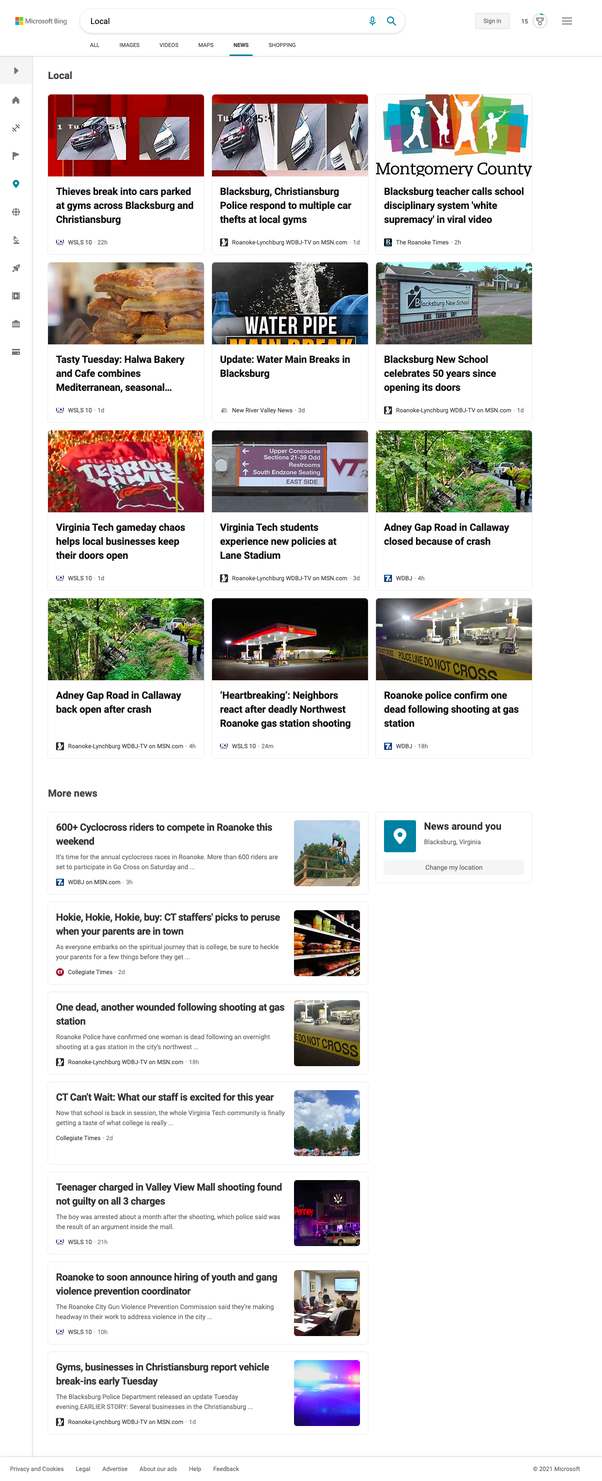 Microsoft Bing
Local
Sign in
15
ALL IMAGES VIDEOS MAPS NEWS SHOPPING
Local
Montgomery County
Thieves break into cars parked
at gyms across Blacksburg and
Christiansburg
WSLS 10 · 22h
Blacksburg, Christiansburg
Police respond to multiple car
thefts at local gyms
Roanoke-Lynchburg WDBJ-TV on MSN.com · 1d
Blacksburg teacher calls school
disciplinary system 'white
supremacy' in viral video
The Roanoke Times · 2h
WATER PIPE
MAIN BREAK
Blacksburg New School
Tasty Tuesday: Halwa Bakery
and Cafe combines
Mediterranean, seasonal...
WSLS 10 · 1d
Update: Water Main Breaks in
Blacksburg
New River Valley News · 3d
Blacksburg New School
celebrates 50 years since
opening its doors
Roanoke-Lynchburg WDBJ-TV on MSN.com · 1d
Upper Concourse
Sections 21-39 Odd
Restrooms
South Endzone Seating
EAST SIDE
VT
Virginia Tech gameday chaos
helps local businesses keep
their doors open
WSLS 10 · 1d
Virginia Tech students
experience new policies at
Lane Stadium
Roanoke-Lynchburg WDBJ-TV on MSN.com · 3d
Adney Gap Road in Callaway
closed because of crash
WDBJ · 4h
POLICE LINE DO NOT CROSS
Adney Gap Road in Callaway
back open after crash
Roanoke-Lynchburg WDBJ-TV on MSN.com · 4h
‘Heartbreaking’: Neighbors
react after deadly Northwest
Roanoke gas station shooting
WSLS 10 · 24m
Roanoke police confirm one
dead following shooting at gas
station
WDBJ · 18h
More news
600+ Cyclocross riders to compete in Roanoke this
weekend
It's time for the annual cyclocross races in Roanoke. More than 600 riders are
set to participate in Go Cross on Saturday and ...
WDBJ on MSN.com · 3h
News around you
Blacksburg, Virginia
Change my location
Hokie, Hokie, Hokie, buy: CT staffers' picks to peruse
when your parents are in town
As everyone embarks on the spiritual journey that is college, be sure to heckle
your parents for a few things before they get ...
Collegiate Times · 2d
One dead, another wounded following shooting at gas
station
Roanoke Police have confirmed one woman is dead following an overnight
shooting at a gas station in the city's northwest ...
Roanoke-Lynchburg WDBJ-TV on MSN.com · 18h
DO NOT CROSS
CT Can't Wait: What our staff is excited for this year
Now that school is back in session, the whole Virginia Tech community is finally
getting a taste of what college is really ...
Collegiate Times · 2d
Teenager charged in Valley View Mall shooting found
not guilty on all 3 charges
The boy was arrested about a month after the shooting, which police said was
the result of an argument inside the mall.
WSLS 10 · 21h
Roanoke to soon announce hiring of youth and gang
violence prevention coordinator
The Roanoke City Gun Violence Prevention Commission said they're making
headway in their work to address violence in the city ...
WSLS 10 · 10h
Gyms, businesses in Christiansburg report vehicle
break-ins early Tuesday
The Blacksburg Police Department released an update Tuesday
evening.EARLIER STORY: Several businesses in the Christiansburg ...
Roanoke-Lynchburg WDBJ-TV on MSN.com · 1d
Privacy and Cookies Legal Advertise About our ads Help Feedback © 2021 Microsoft